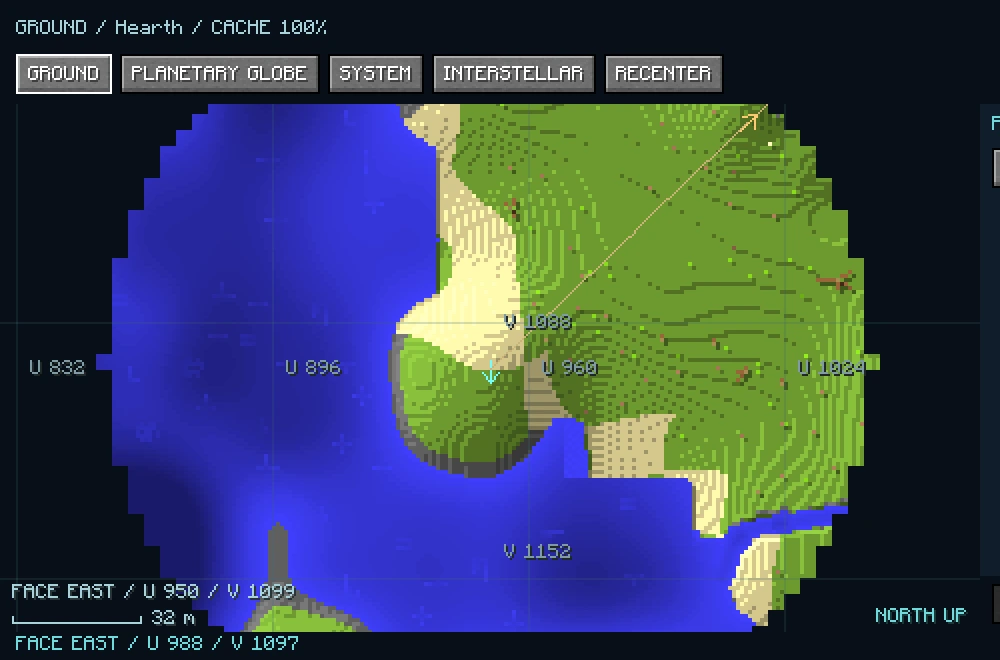 GROUND / Hearth / CACHE 100%
GROUND PLANETARY GLOBE SYSTEM INTERSTELLAR RECENTER
V 1088
U 832 U 896 U 960 U 1024
V 1152
FACE EAST / U 950 / V 1099
32 m
NORTH UP
FACE EAST / U 988 / V 1097